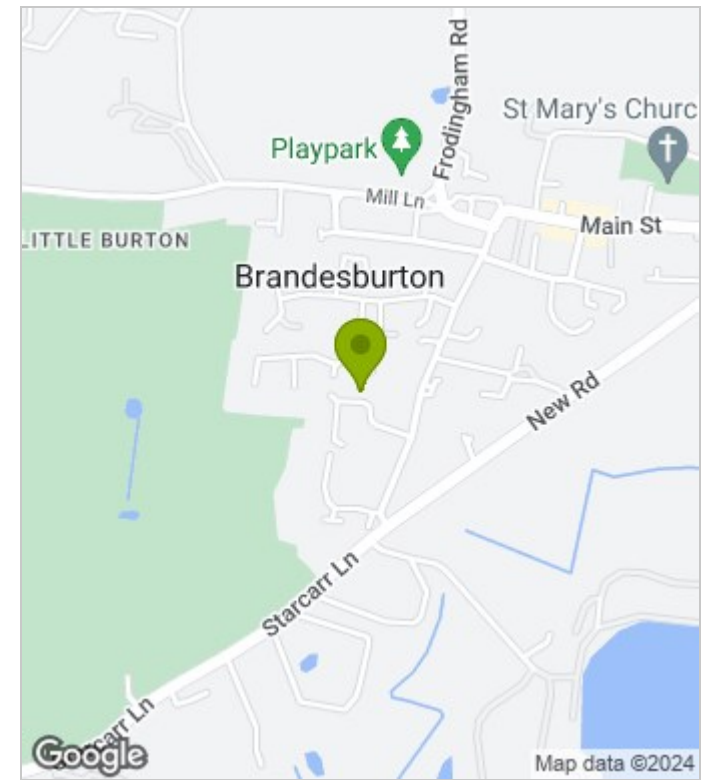 Frodingham Rd
St Mary's Churc
Playpark
Mill Ln
Main St
LITTLE BURTON
Brandesburton
New Rd
Starcarr Ln
Starcarr Ln
Google
Map data ©2024